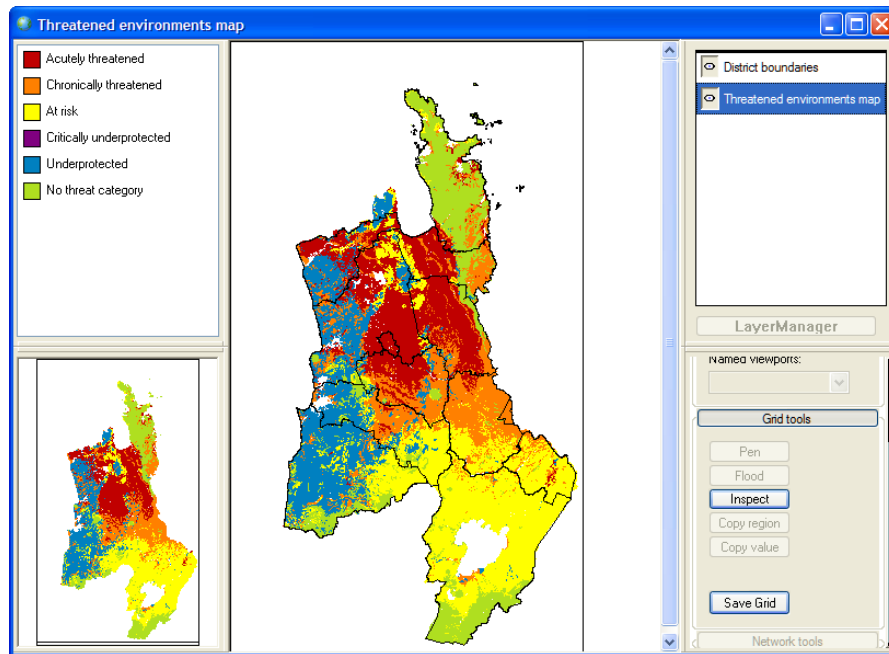 Threatened environments map
Acutely threatened
Chronically threatened
At risk
Critically underprotected
Underprotected
No threat category
District boundaries
Threatened environments map
LayerManager
Named viewports:
Grid tools
Pen
Flood
Inspect
Copy region
Copy value
Save Grid
Network tools